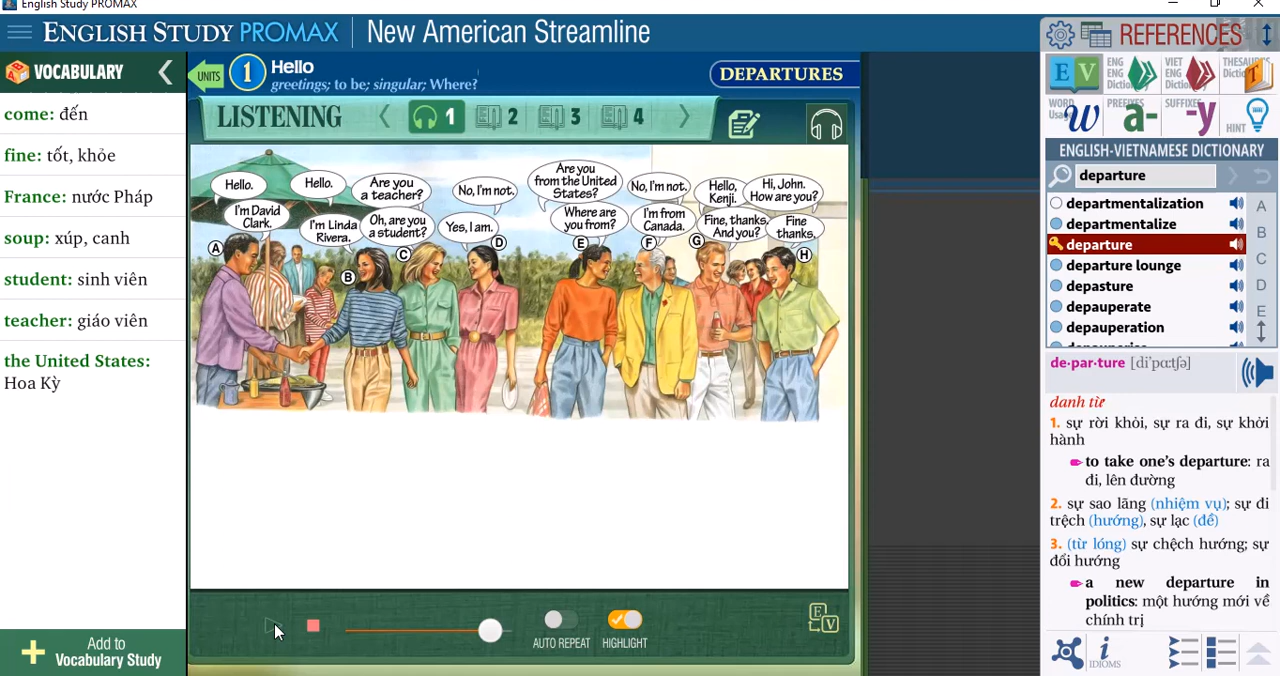 English Study PROMAX
ENGLISH STUDY PROMAX
New American Streamline
REFERENCES
VOCABULARY
come: đến
fine: tốt, khỏe
France: nước Pháp
soup: xúp, canh
student: sinh viên
teacher: giáo viên
the United States:
Hoa Kỳ
Add to
Vocabulary Study
UNITS
1
Hello
greetings; to be; singular; Where?
DEPARTURES
LISTENING
1
2
3
4
Hello.
I'm David
Clark.
Hello.
I'm Linda
Rivera.
Are you
a teacher?
Oh, are you
a student?
No, I'm not.
Yes, I am.
Are you
from the United
States?
Where are
you from?
No, I'm not.
I'm from
Canada.
Hello,
Kenji.
Fine, thanks.
And you?
Hi, John.
How are you?
Fine
thanks.
A
B
C
D
E
F
G
H
AUTO REPEAT
HIGHLIGHT
E
V
E V
ENG
ENG
Dictionary
VIET
ENG
Dictionary
THESAURUS
Dictionary
T
WORD
Usage
w
PREFIXES
a-
SUFFIXES
-y
HINT
ENGLISH-VIETNAMESE DICTIONARY
departure
departmentalization
departmentalize
departure
departure lounge
depasture
depauperate
depauperation
A
B
C
D
E
de·par·ture [di'pɑ:t∫ə]
danh từ
1. sự rời khỏi, sự ra đi, sự khởi
hành
to take one's departure: ra
đi, lên đường
2. sự sao lãng (nhiệm vụ); sự đi
trệch (hướng), sự lạc (đề)
3. (từ lóng) sự chệch hướng; sự
đổi hướng
a new departure in
politics: một hướng mới về
chính trị
i
IDIOMS